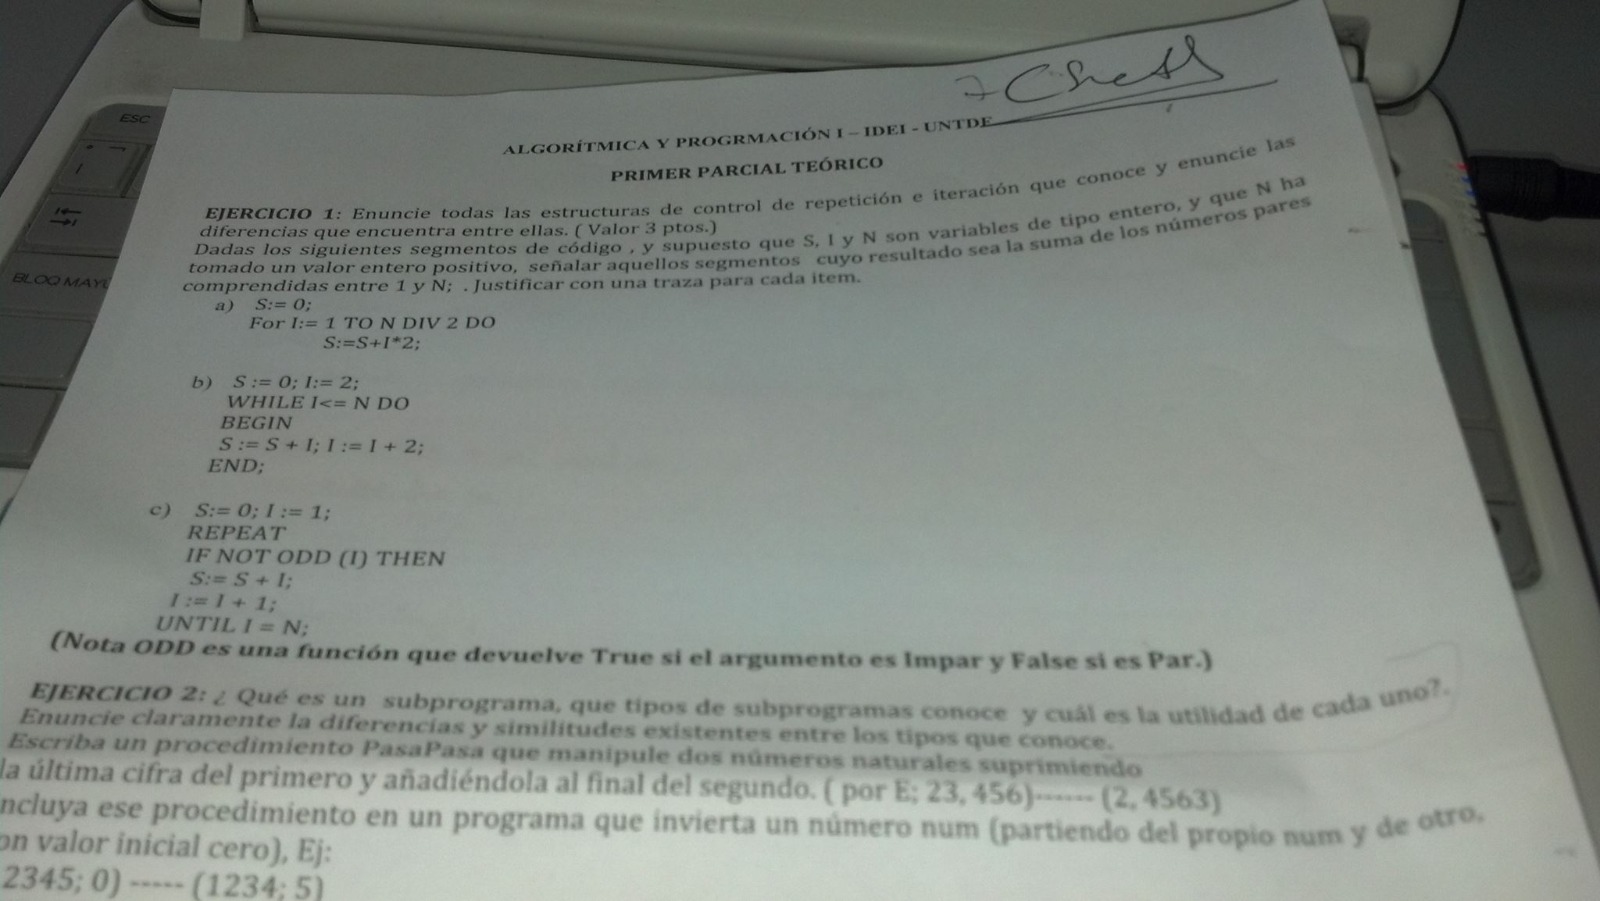 ALGORÍTMICA Y PROGRMACIÓN I – IDEI - UNTDF
PRIMER PARCIAL TEÓRICO
EJERCICIO 1: Enuncie todas las estructuras de control de repetición e iteración que conoce y enuncie las
diferencias que encuentra entre ellas. ( Valor 3 ptos.)
Dadas los siguientes segmentos de código , y supuesto que S, I y N son variables de tipo entero, y que N ha
tomado un valor entero positivo, señalar aquellos segmentos cuyo resultado sea la suma de los números pares
comprendidas entre 1 y N; . Justificar con una traza para cada item.
a) S:= 0;
For I:= 1 TO N DIV 2 DO
S:=S+I*2;
b) S := 0; I:= 2;
WHILE I<= N DO
BEGIN
S := S + I; I := I + 2;
END;
c) S:= 0; I := 1;
REPEAT
IF NOT ODD (I) THEN
S:= S + I;
I := I + 1;
UNTIL I = N;
(Nota ODD es una función que devuelve True si el argumento es Impar y False si es Par.)
EJERCICIO 2: ¿ Qué es un subprograma, que tipos de subprogramas conoce y cuál es la utilidad de cada uno?.
Enuncie claramente la diferencias y similitudes existentes entre los tipos que conoce.
Escriba un procedimiento PasaPasa que manipule dos números naturales suprimiendo
la última cifra del primero y añadiéndola al final del segundo. ( por E; 23, 456)------ (2, 4563)
ncluya ese procedimiento en un programa que invierta un número num (partiendo del propio num y de otro,
on valor inicial cero), Ej:
2345; 0) ----- (1234; 5)
ESC
BLOQ MAYÚ